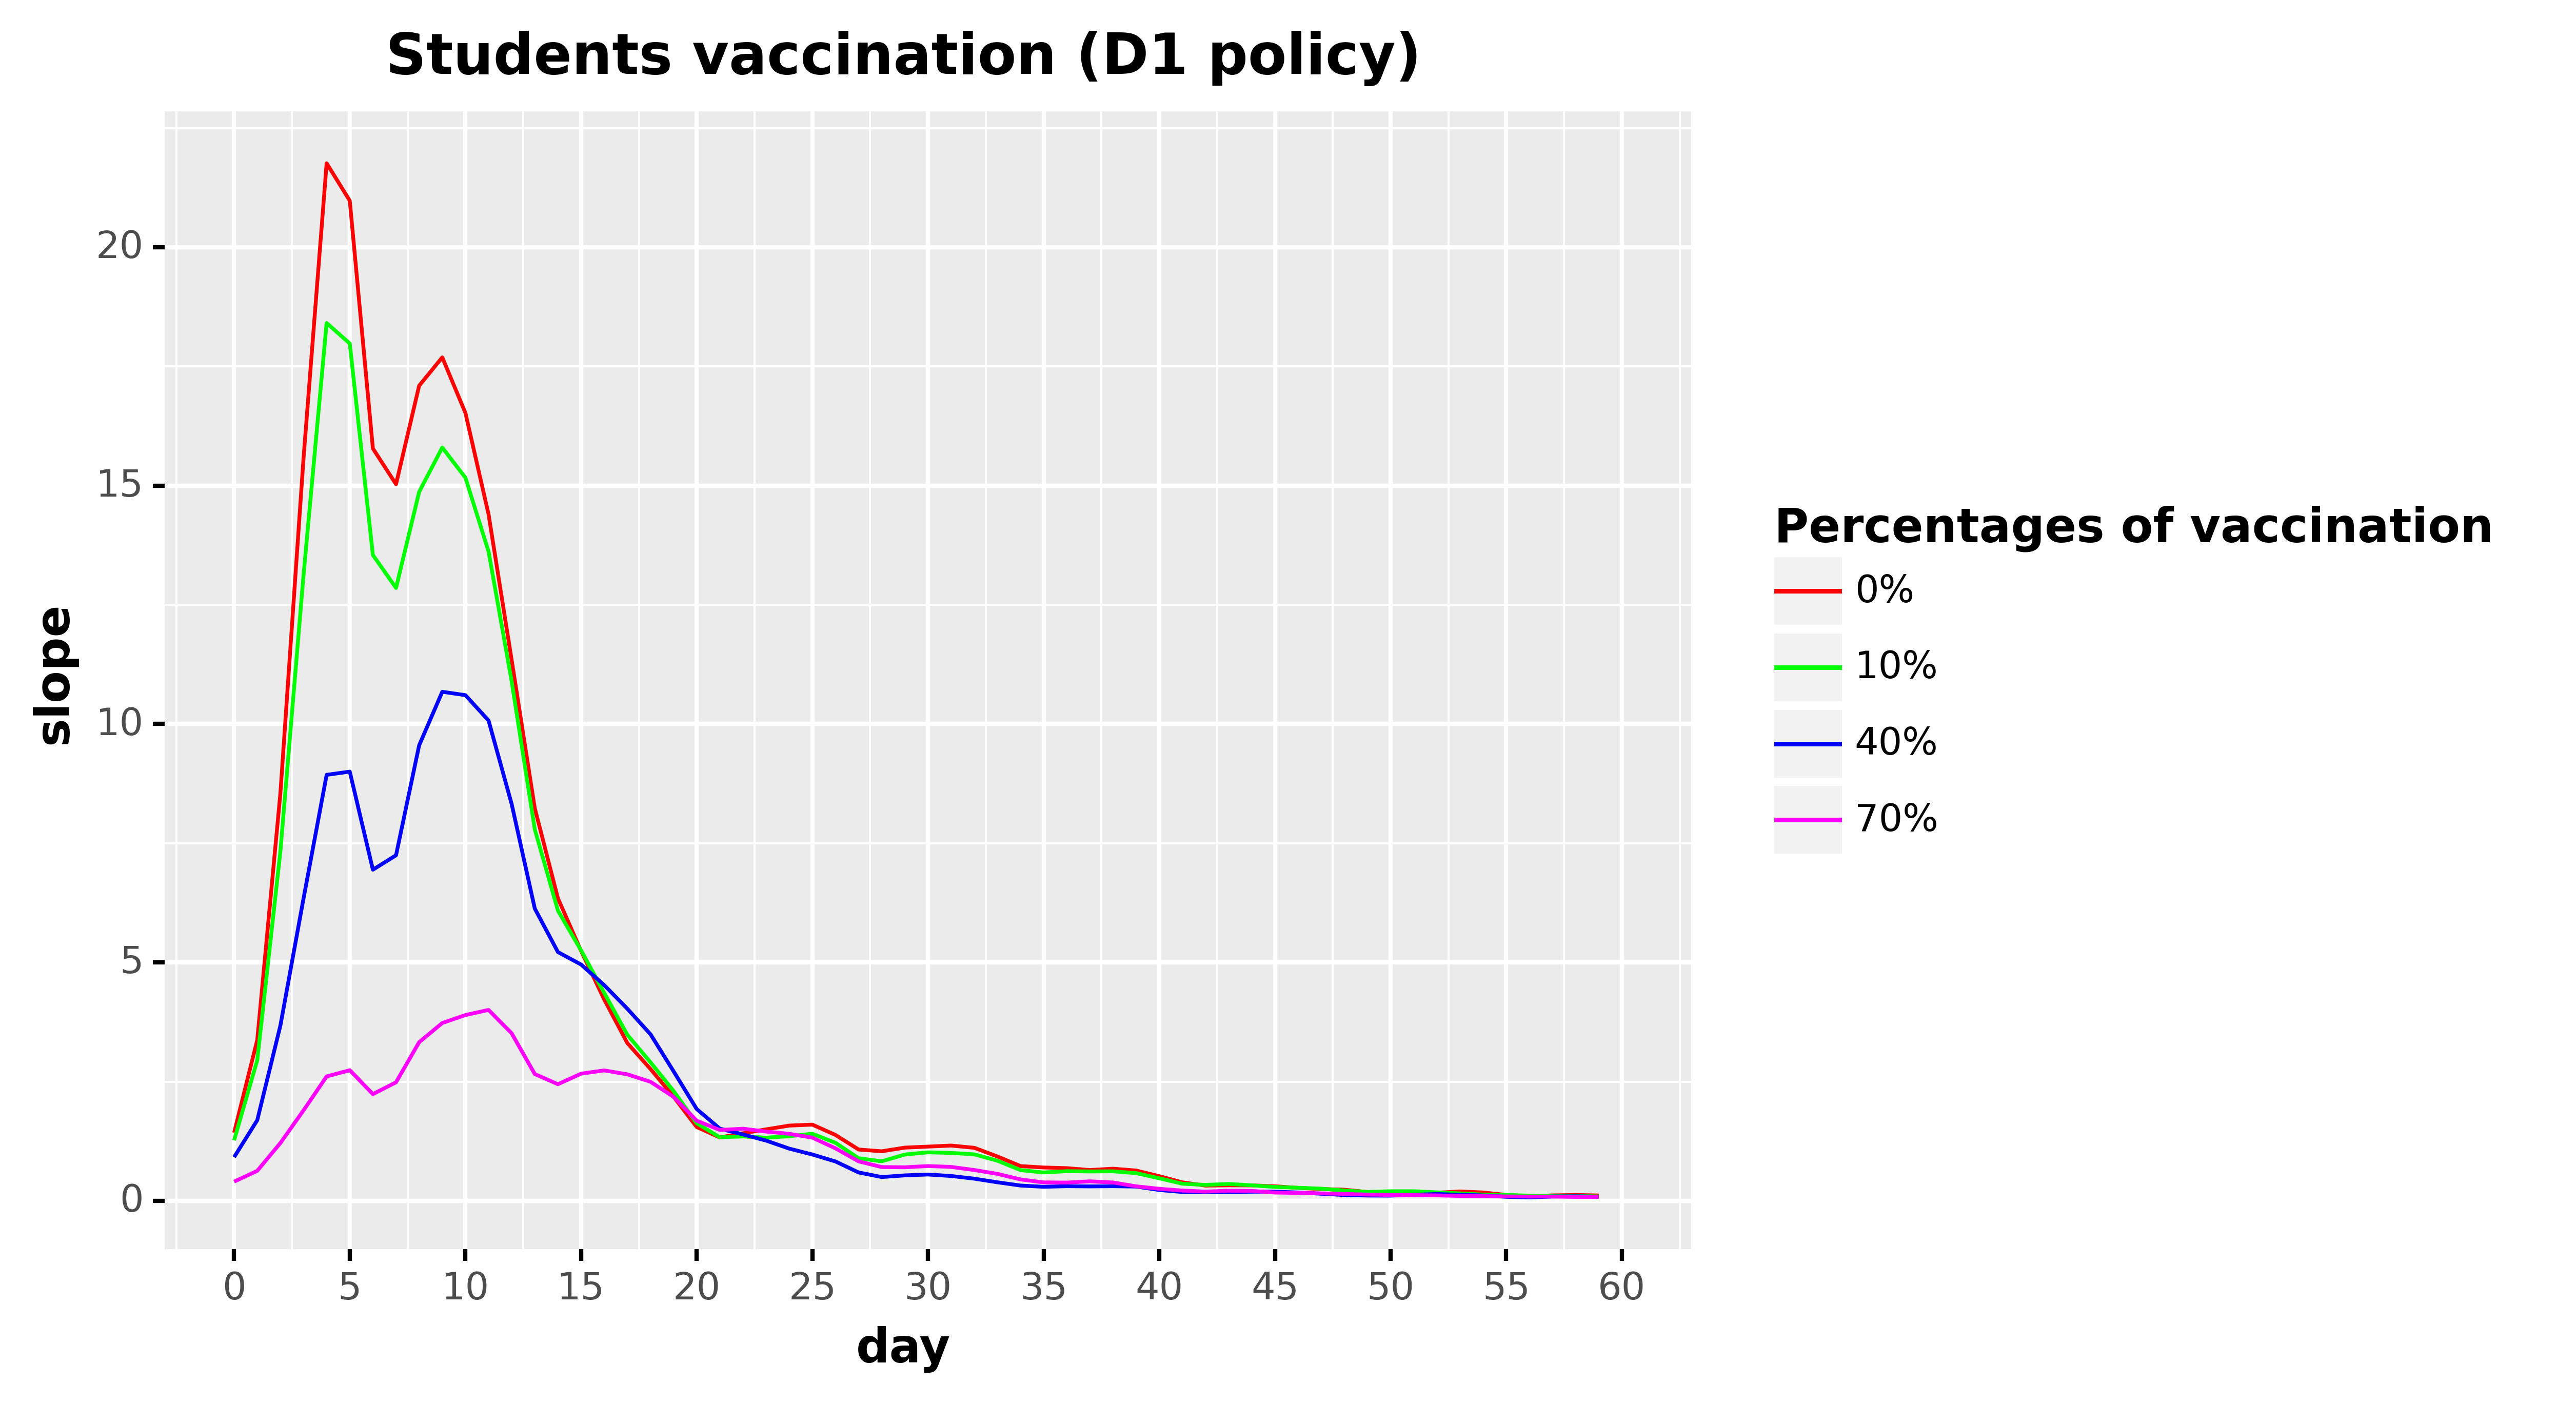 Students vaccination (D1 policy)
slope
20
15
10
5
0
0 5 10 15 20 25 30 35 40 45 50 55 60
day
Percentages of vaccination
0%
10%
40%
70%